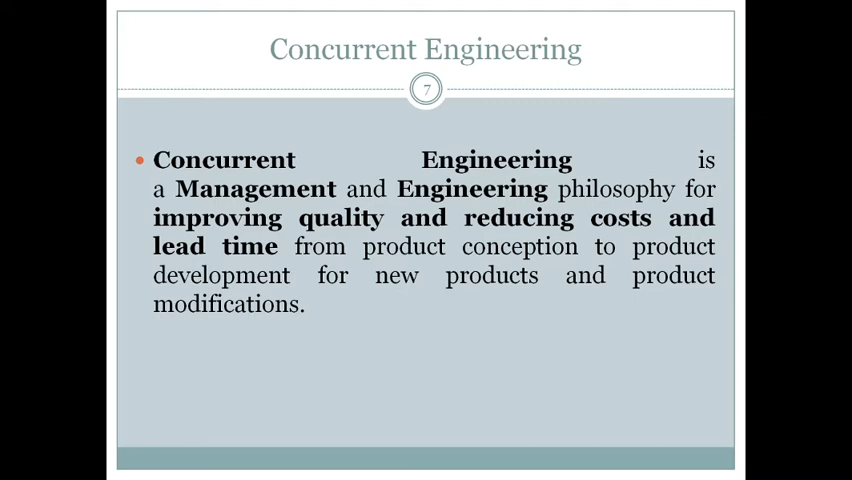 Concurrent Engineering
7
• Concurrent Engineering is
a Management and Engineering philosophy for
improving quality and reducing costs and
lead time from product conception to product
development for new products and product
modifications.